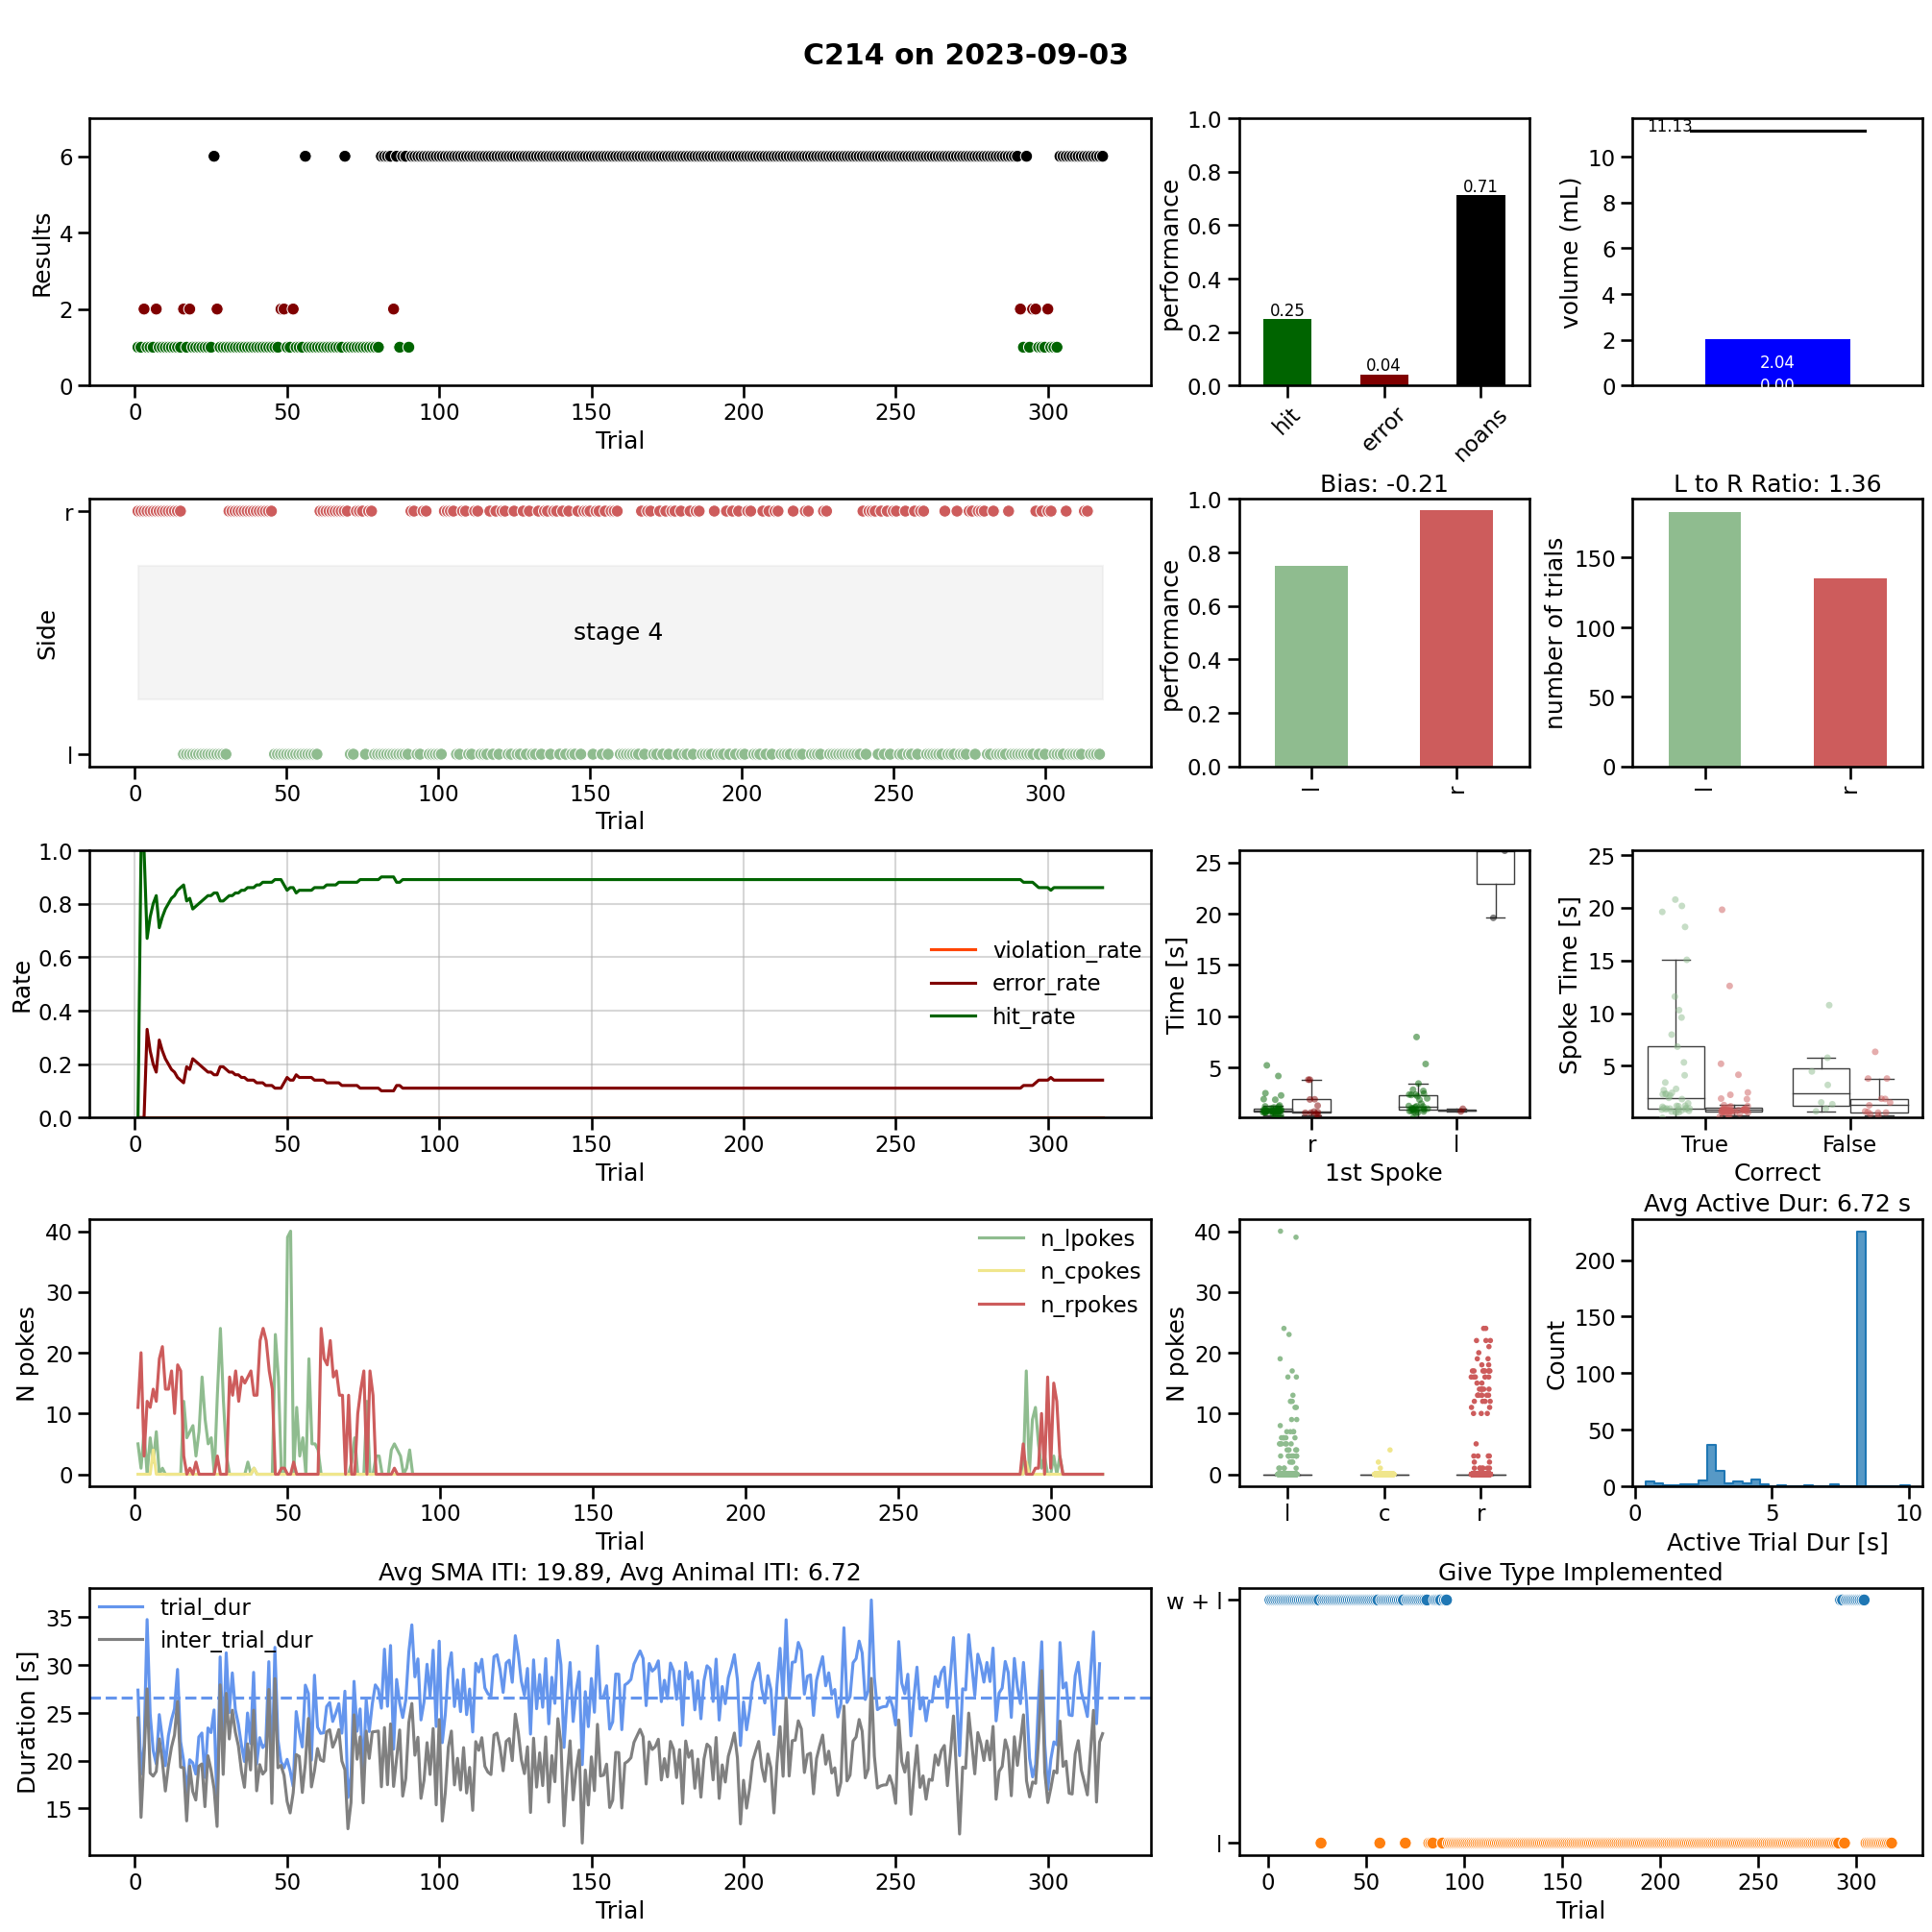 C214 on 2023-09-03
6
4
2
0
Results
0 50 100 150 200 250 300
Trial
1.0
0.8
0.6
0.4
0.2
0.0
performance
0.25
0.04
0.71
hit
error
noans
10
8
6
4
2
0
volume (mL)
11.13
2.04
0.00
r
l
Side
stage 4
0 50 100 150 200 250 300
Trial
Bias: -0.21
1.0
0.8
0.6
0.4
0.2
0.0
performance
l r
L to R Ratio: 1.36
150
100
50
0
number of trials
l r
1.0
0.8
0.6
0.4
0.2
0.0
Rate
violation_rate
error_rate
hit_rate
0 50 100 150 200 250 300
Trial
25
20
15
10
5
Time [s]
r l
1st Spoke
25
20
15
10
5
Spoke Time [s]
True False
Correct
40
30
20
10
0
N pokes
n_lpokes
n_cpokes
n_rpokes
0 50 100 150 200 250 300
Trial
40
30
20
10
0
N pokes
l c r
Avg Active Dur: 6.72 s
200
150
100
50
0
Count
0 5 10
Active Trial Dur [s]
Avg SMA ITI: 19.89, Avg Animal ITI: 6.72
35
30
25
20
15
Duration [s]
trial_dur
inter_trial_dur
0 50 100 150 200 250 300
Trial
Give Type Implemented
w + l
l
0 50 100 150 200 250 300
Trial